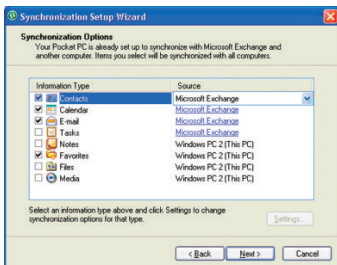 Synchronization Setup Wizard
Synchronization Options
Your Pocket PC is already set up to synchronize with Microsoft Exchange and
another computer. Items you select will be synchronized with all computers.
Information Type Source
Contacts Microsoft Exchange
Calendar Microsoft Exchange
E-mail Microsoft Exchange
Tasks Microsoft Exchange
Notes Windows PC 2 (This PC)
Favorites Windows PC 2 (This PC)
Files Windows PC 2 (This PC)
Media Windows PC 2 (This PC)
Select an information type above and click Settings to change
synchronization options for that type.
Settings...
< Back Next > Cancel